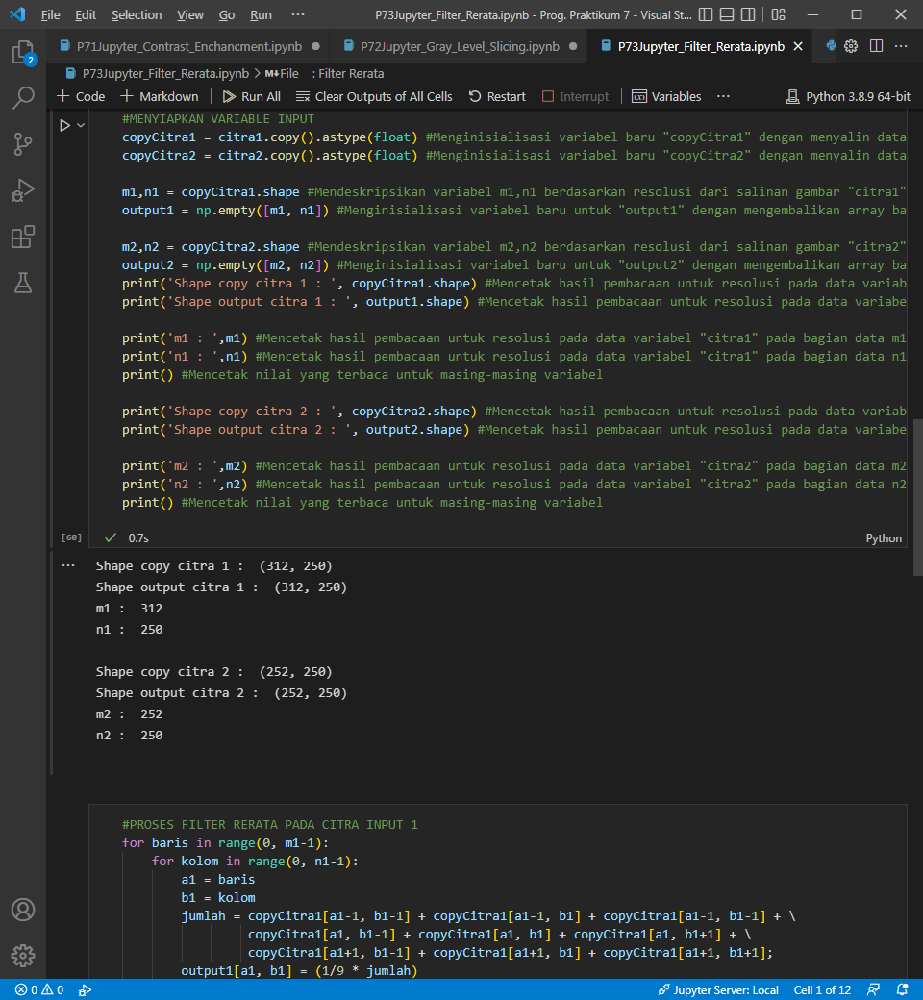 File Edit Selection View Go Run ··· P73Jupyter_Filter_Rerata.ipynb - Prog. Praktikum 7 - Visual St...
P71Jupyter_Contrast_Enchancment.ipynb P72Jupyter_Gray_Level_Slicing.ipynb P73Jupyter_Filter_Rerata.ipynb
P73Jupyter_Filter_Rerata.ipynb > M↓File : Filter Rerata
+ Code + Markdown Run All Clear Outputs of All Cells Restart Interrupt Variables ··· Python 3.8.9 64-bit
2
#MENYIAPKAN VARIABLE INPUT
copyCitra1 = citra1.copy().astype(float) #Menginisialisasi variabel baru "copyCitra1" dengan menyalin data
copyCitra2 = citra2.copy().astype(float) #Menginisialisasi variabel baru "copyCitra2" dengan menyalin data
m1,n1 = copyCitra1.shape #Mendeskripsikan variabel m1,n1 berdasarkan resolusi dari salinan gambar "citra1"
output1 = np.empty([m1, n1]) #Menginisialisasi variabel baru untuk "output1" dengan mengembalikan array ba
m2,n2 = copyCitra2.shape #Mendeskripsikan variabel m2,n2 berdasarkan resolusi dari salinan gambar "citra2"
output2 = np.empty([m2, n2]) #Menginisialisasi variabel baru untuk "output2" dengan mengembalikan array ba
print('Shape copy citra 1 : ', copyCitra1.shape) #Mencetak hasil pembacaan untuk resolusi pada data variab
print('Shape output citra 1 : ', output1.shape) #Mencetak hasil pembacaan untuk resolusi pada data variabe
print('m1 : ',m1) #Mencetak hasil pembacaan untuk resolusi pada data variabel "citra1" pada bagian data m1
print('n1 : ',n1) #Mencetak hasil pembacaan untuk resolusi pada data variabel "citra1" pada bagian data n1
print() #Mencetak nilai yang terbaca untuk masing-masing variabel
print('Shape copy citra 2 : ', copyCitra2.shape) #Mencetak hasil pembacaan untuk resolusi pada data variab
print('Shape output citra 2 : ', output2.shape) #Mencetak hasil pembacaan untuk resolusi pada data variabe
print('m2 : ',m2) #Mencetak hasil pembacaan untuk resolusi pada data variabel "citra2" pada bagian data m2
print('n2 : ',n2) #Mencetak hasil pembacaan untuk resolusi pada data variabel "citra2" pada bagian data n2
print() #Mencetak nilai yang terbaca untuk masing-masing variabel
[60] ✓ 0.7s Python
··· Shape copy citra 1 :  (312, 250)
Shape output citra 1 :  (312, 250)
m1 :  312
n1 :  250
Shape copy citra 2 :  (252, 250)
Shape output citra 2 :  (252, 250)
m2 :  252
n2 :  250
#PROSES FILTER RERATA PADA CITRA INPUT 1
for baris in range(0, m1-1):
for kolom in range(0, n1-1):
a1 = baris
b1 = kolom
jumlah = copyCitra1[a1-1, b1-1] + copyCitra1[a1-1, b1] + copyCitra1[a1-1, b1-1] + \
copyCitra1[a1, b1-1] + copyCitra1[a1, b1] + copyCitra1[a1, b1+1] + \
copyCitra1[a1+1, b1-1] + copyCitra1[a1+1, b1] + copyCitra1[a1+1, b1+1];
output1[a1, b1] = (1/9 * jumlah)
0 0 Jupyter Server: Local Cell 1 of 12